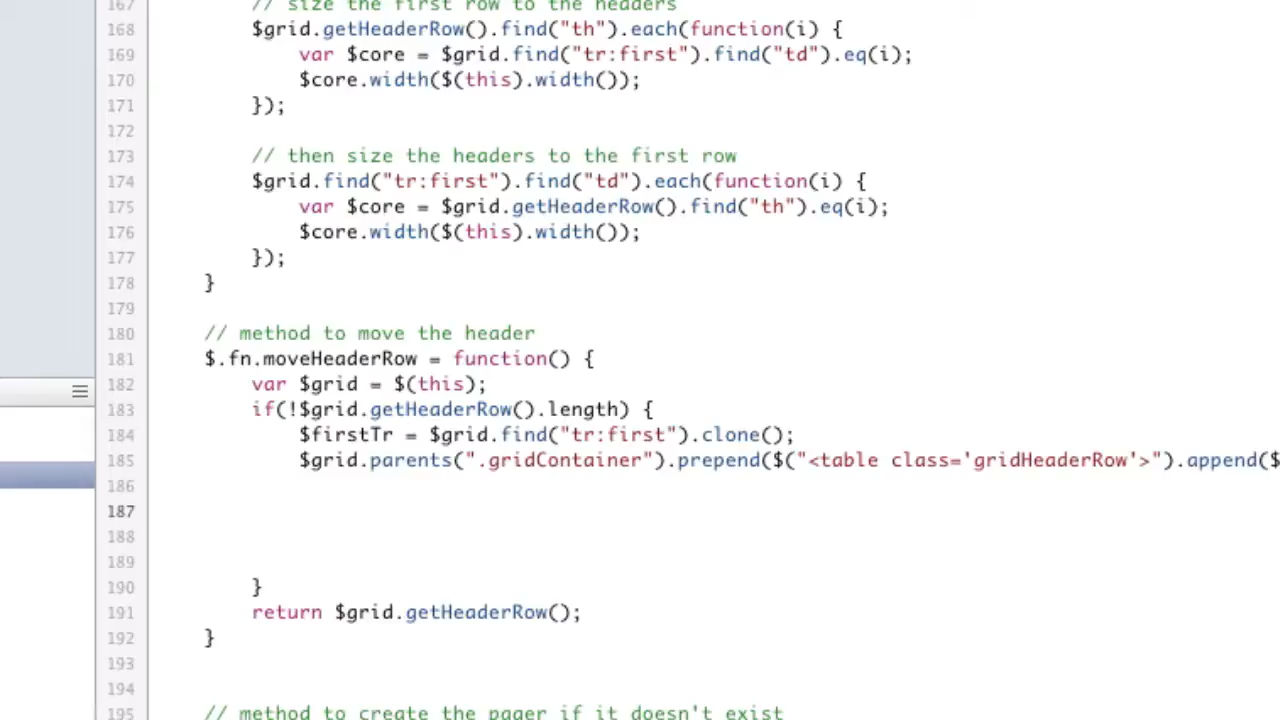 167 // size the first row to the headers
168 $grid.getHeaderRow().find("th").each(function(i) {
169 var $core = $grid.find("tr:first").find("td").eq(i);
170 $core.width($(this).width());
171 });
172
173 // then size the headers to the first row
174 $grid.find("tr:first").find("td").each(function(i) {
175 var $core = $grid.getHeaderRow().find("th").eq(i);
176 $core.width($(this).width());
177 });
178 }
179
180 // method to move the header
181 $.fn.moveHeaderRow = function() {
182 var $grid = $(this);
183 if(!$grid.getHeaderRow().length) {
184 $firstTr = $grid.find("tr:first").clone();
185 $grid.parents(".gridContainer").prepend($("<table class='gridHeaderRow'>").append($
186
187
188
189
190 }
191 return $grid.getHeaderRow();
192 }
193
194
195 // method to create the pager if it doesn't exist